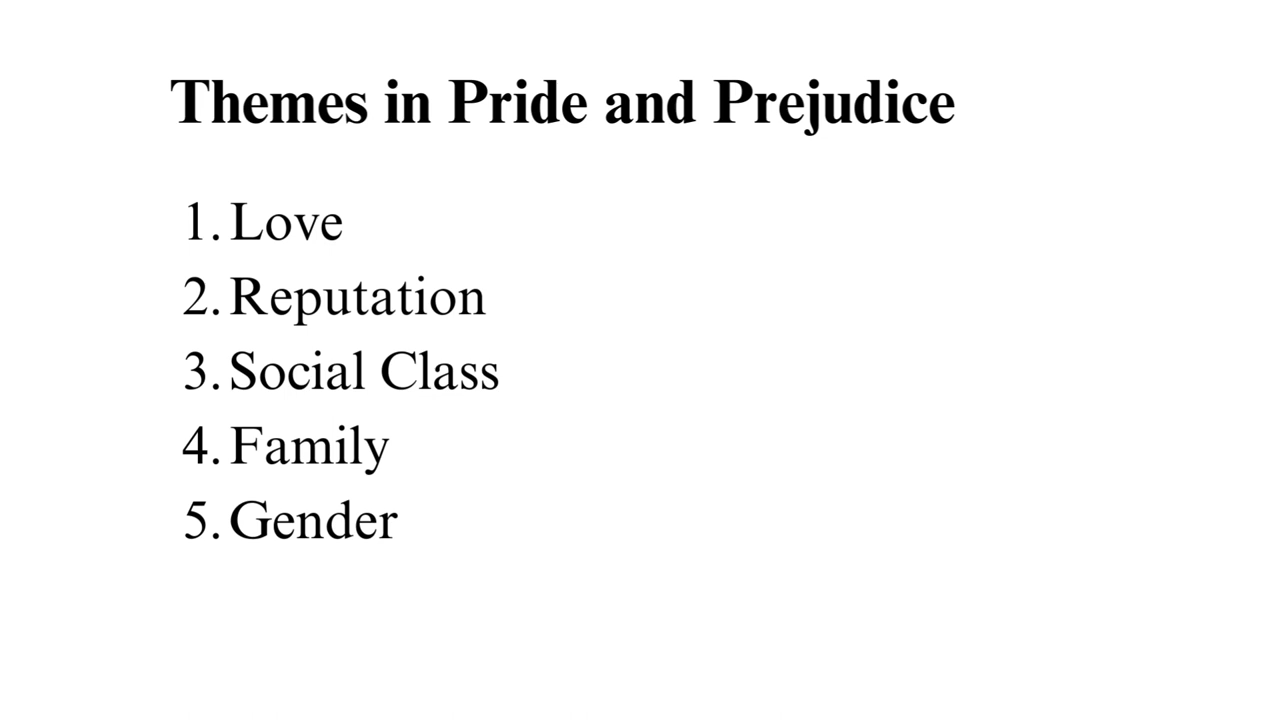 Themes in Pride and Prejudice
1. Love
2. Reputation
3. Social Class
4. Family
5. Gender